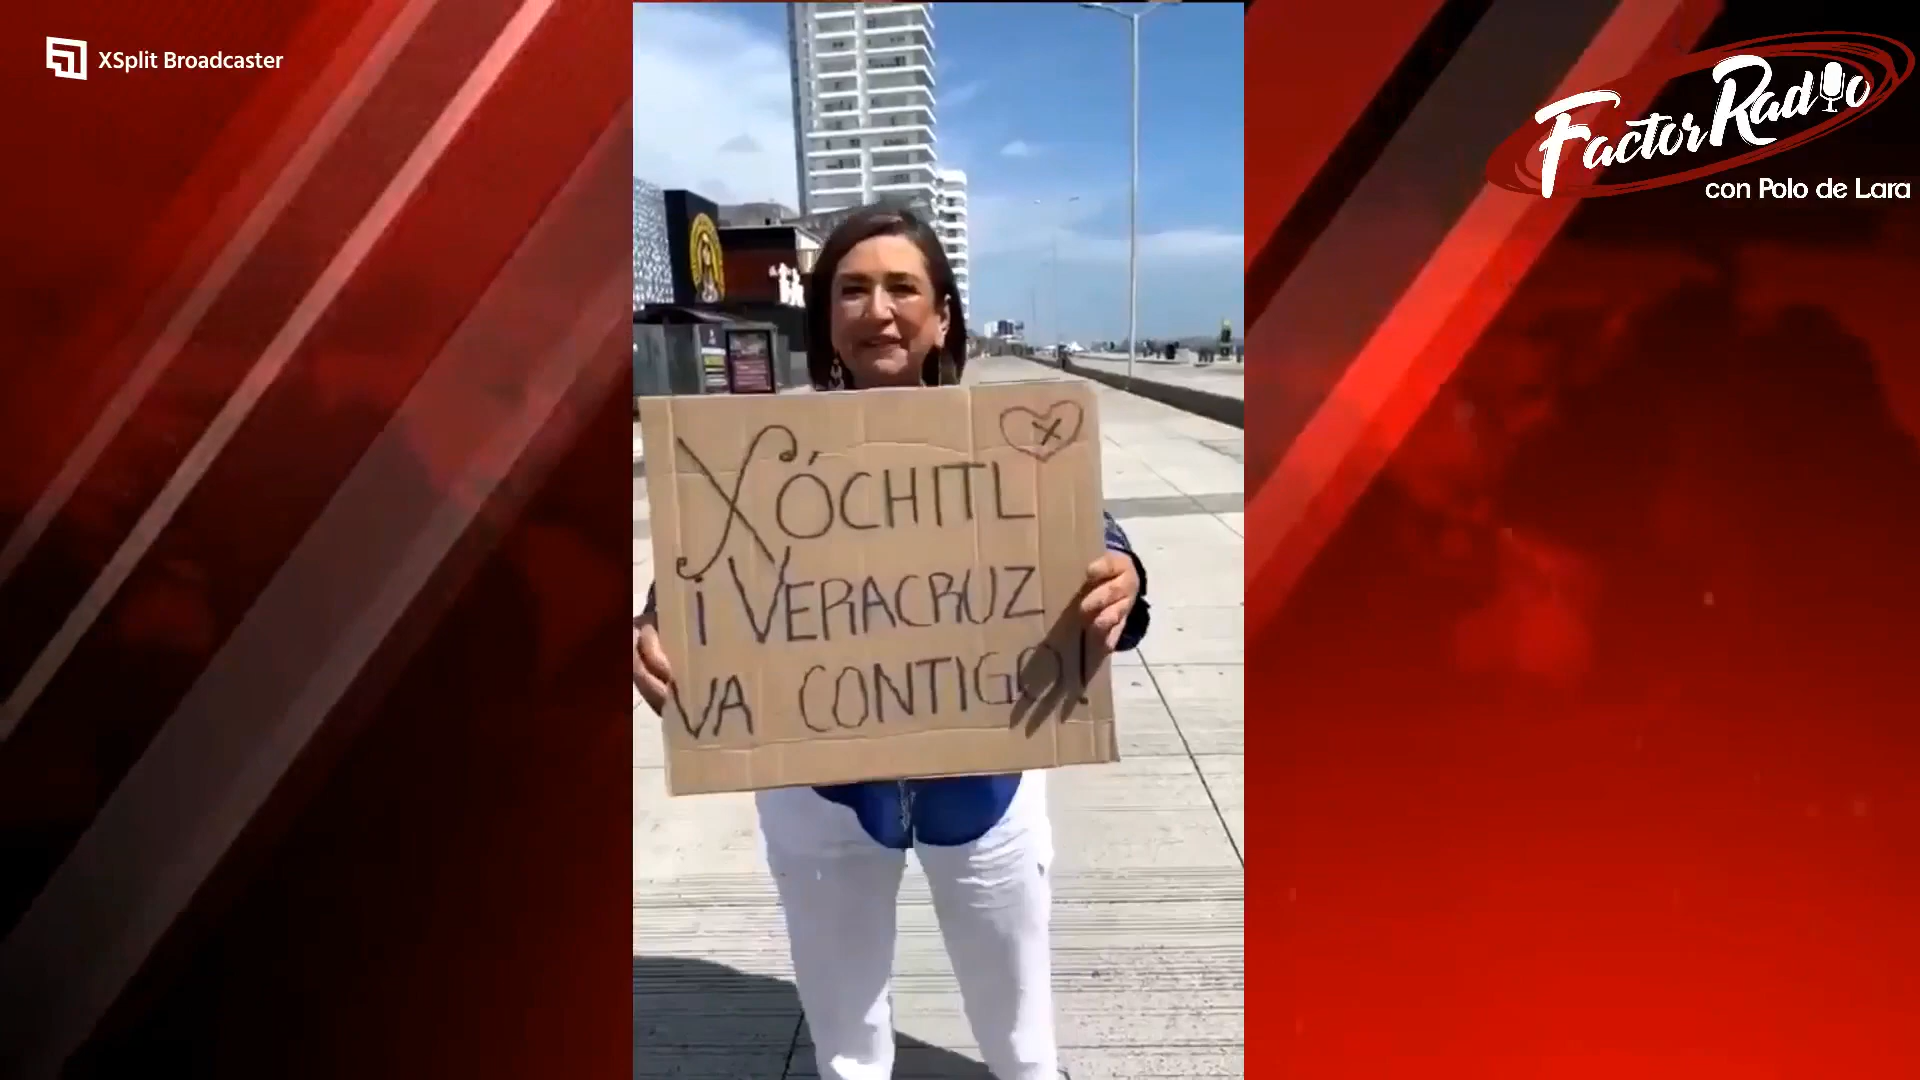 XSplit Broadcaster
FactorRadio
con Polo de Lara
XÓCHITL
X
¡VERACRUZ
VA CONTIGO!